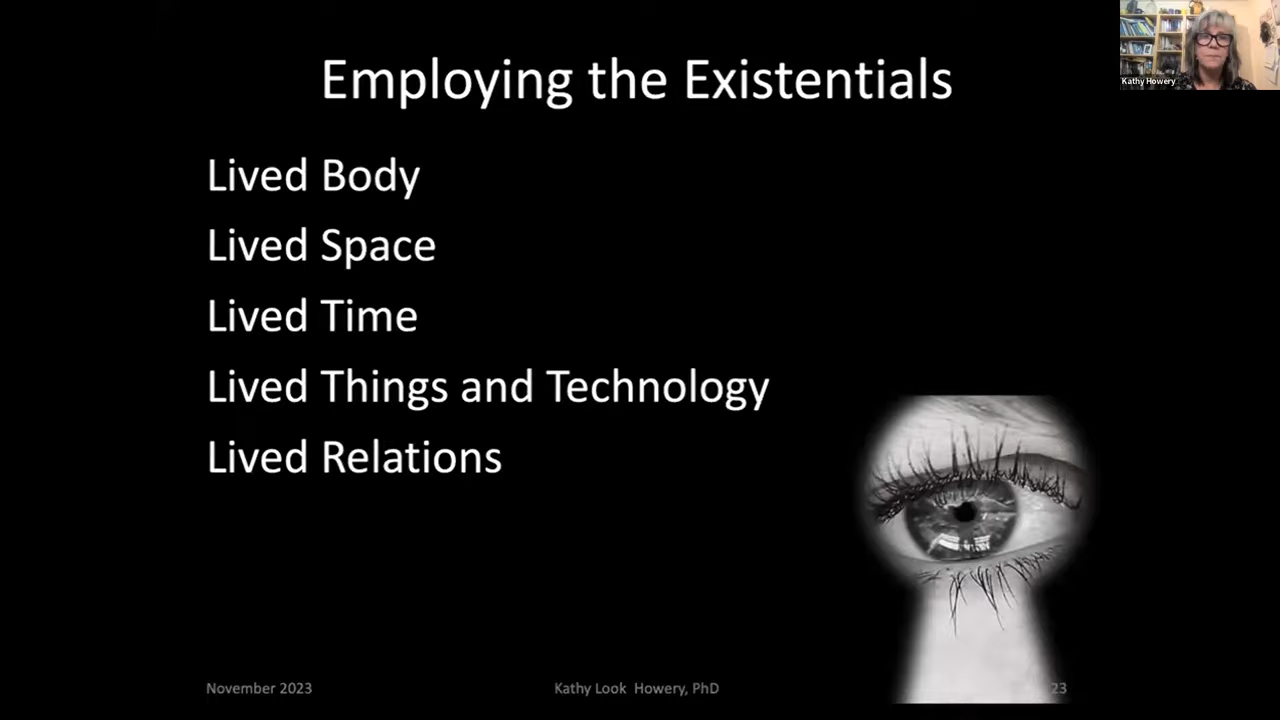 Employing the Existentials
Kathy Howery
Lived Body
Lived Space
Lived Time
Lived Things and Technology
Lived Relations
November 2023
Kathy Look Howery, PhD
23